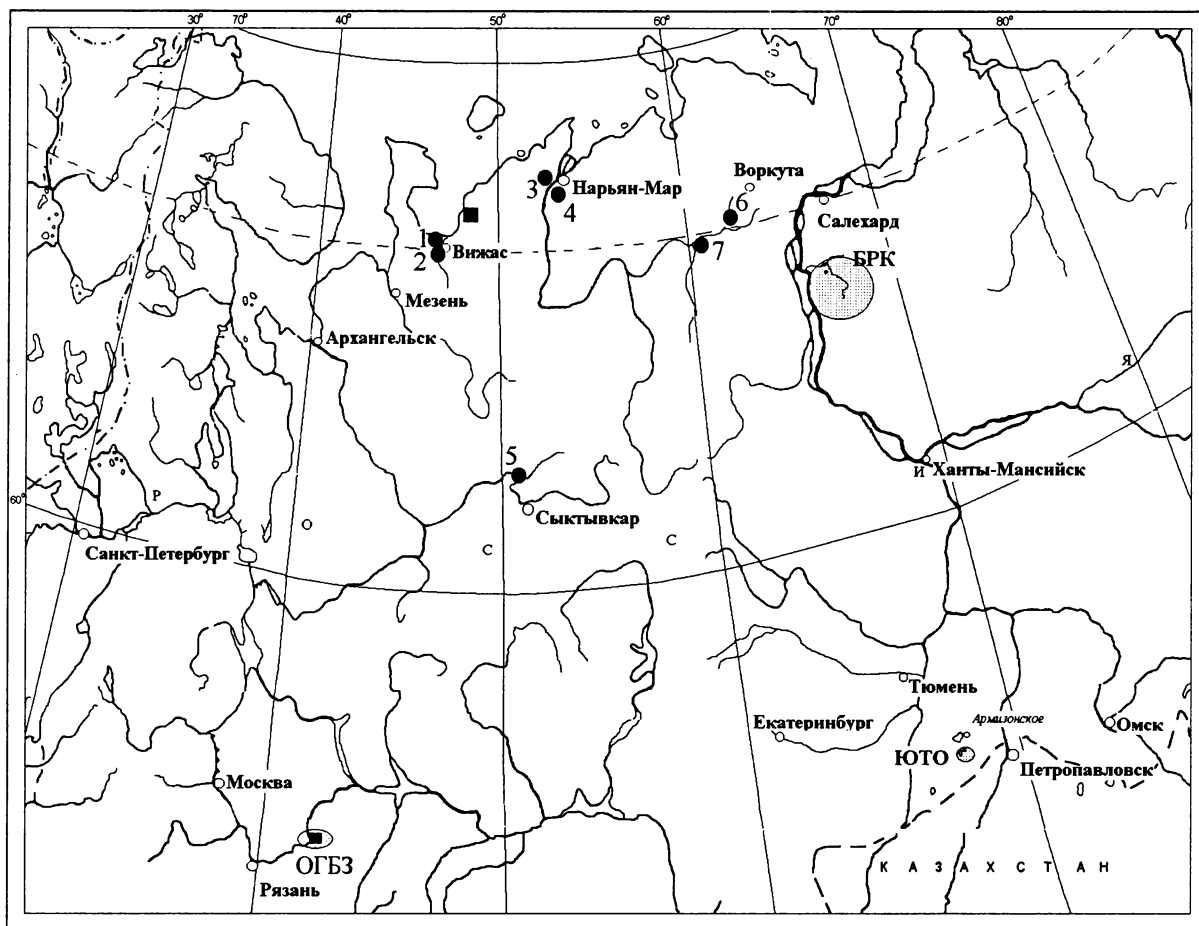 30° 70° 40° 50° 60° 70° 80°
Воркута
3
Нарьян-Мар
4
6
Салехард
1
Вижас
7
2
БРК
Мезень
Архангельск
Я
5
И
Ханты-Мансийск
60°
Р
Сыктывкар
О
Санкт-Петербург
С
С
Тюмень
Армизонское
Екатеринбург
Омск
ЮТО
Петропавловск
Москва
ОГБЗ
КАЗАХСТАН
Рязань